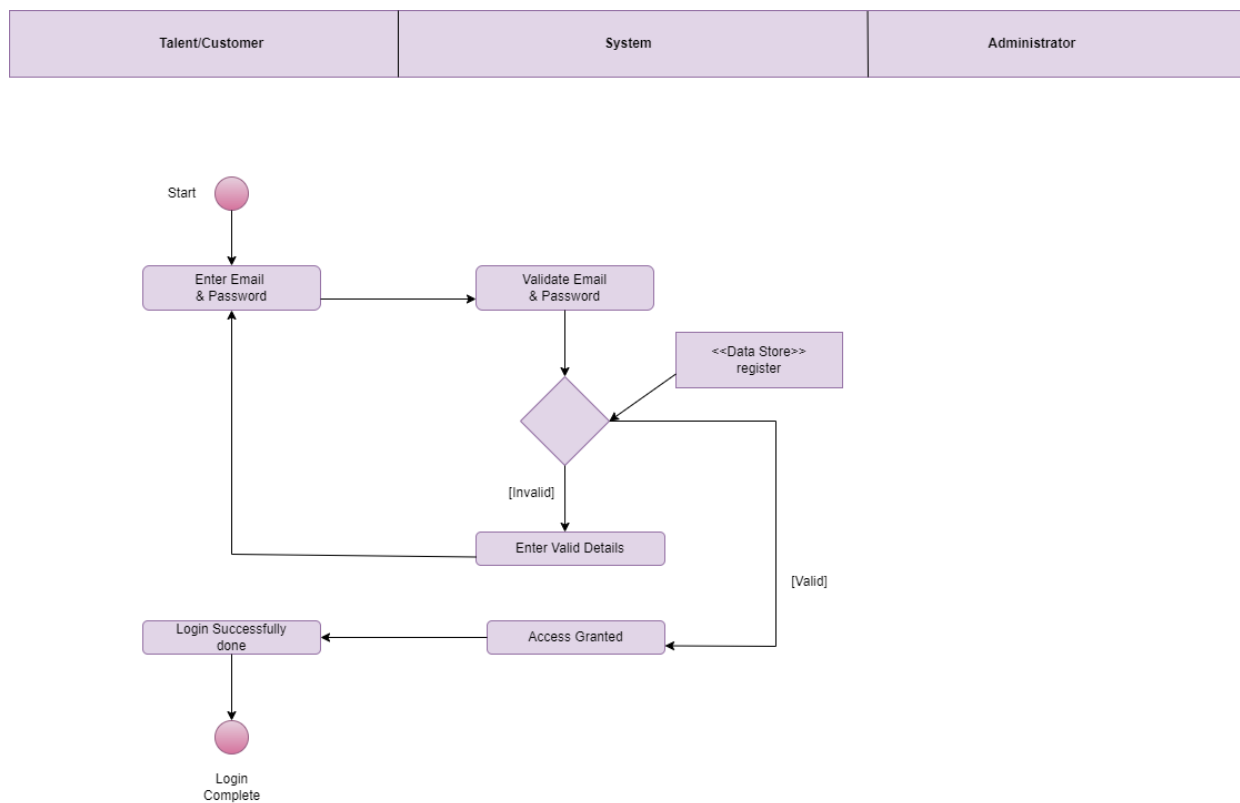 Talent/Customer
System
Administrator
Start
Enter Email
& Password
Validate Email
& Password
<<Data Store>>
register
[Invalid]
Enter Valid Details
[Valid]
Login Successfully
done
Access Granted
Login
Complete